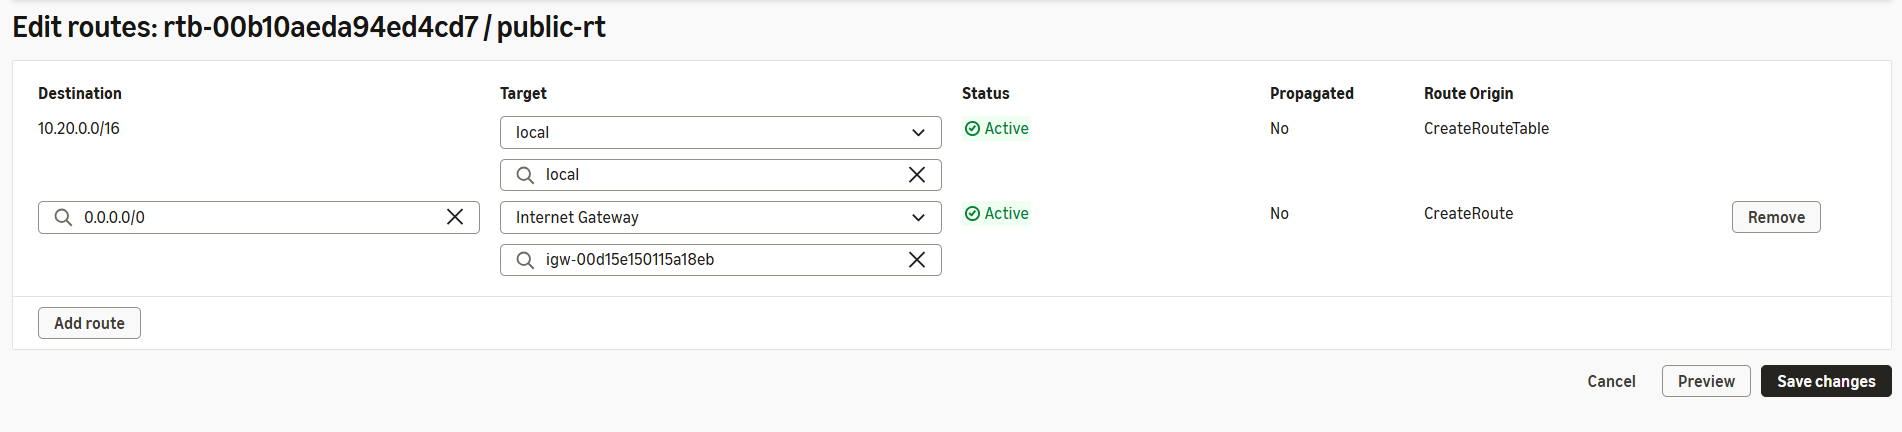 Edit routes: rtb-00b10aeda94ed4cd7 / public-rt
Destination Target Status Propagated Route Origin
10.20.0.0/16 local Active No CreateRouteTable
local
0.0.0.0/0 Internet Gateway Active No CreateRoute Remove
igw-00d15e150115a18eb
Add route
Cancel Preview Save changes